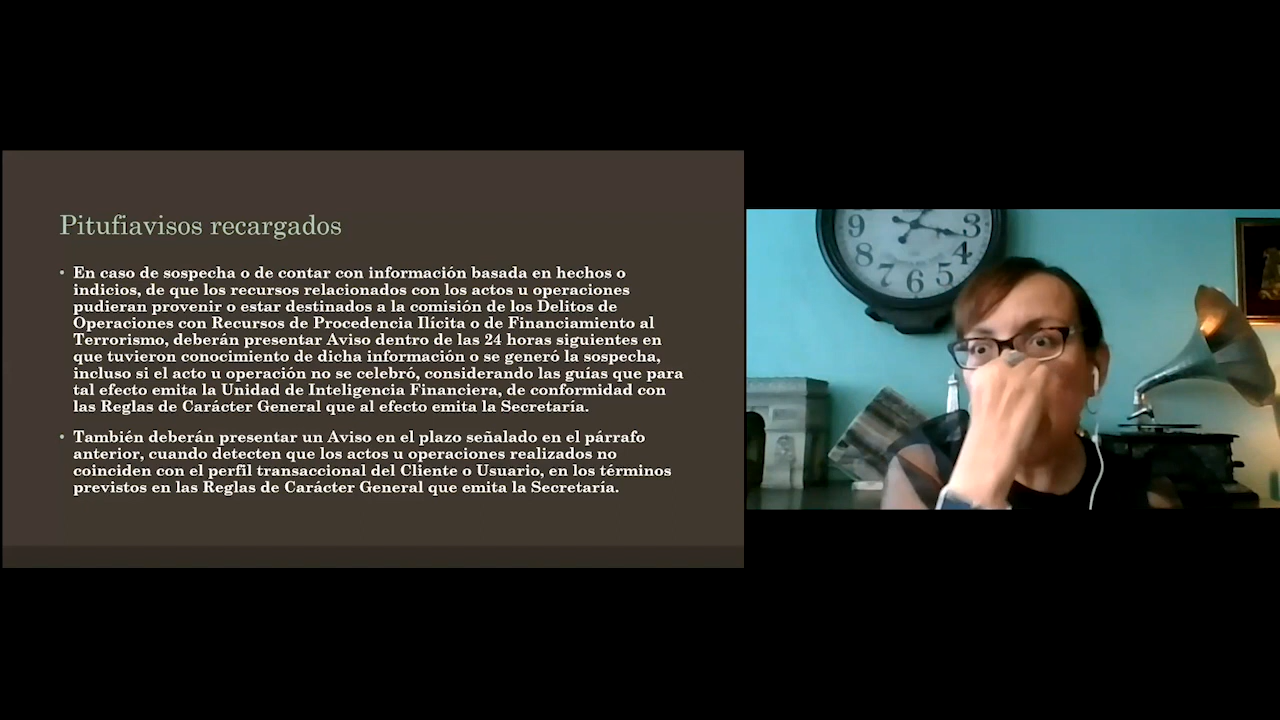 Pitufiavisos recargados
• En caso de sospecha o de contar con información basada en hechos o
indicios, de que los recursos relacionados con los actos u operaciones
pudieran provenir o estar destinados a la comisión de los Delitos de
Operaciones con Recursos de Procedencia Ilícita o de Financiamiento al
Terrorismo, deberán presentar Aviso dentro de las 24 horas siguientes en
que tuvieron conocimiento de dicha información o se generó la sospecha,
incluso si el acto u operación no se celebró, considerando las guías que para
tal efecto emita la Unidad de Inteligencia Financiera, de conformidad con
las Reglas de Carácter General que al efecto emita la Secretaría.
• También deberán presentar un Aviso en el plazo señalado en el párrafo
anterior, cuando detecten que los actos u operaciones realizados no
coinciden con el perfil transaccional del Cliente o Usuario, en los términos
previstos en las Reglas de Carácter General que emita la Secretaría.
9 3
8 4
7 6 5